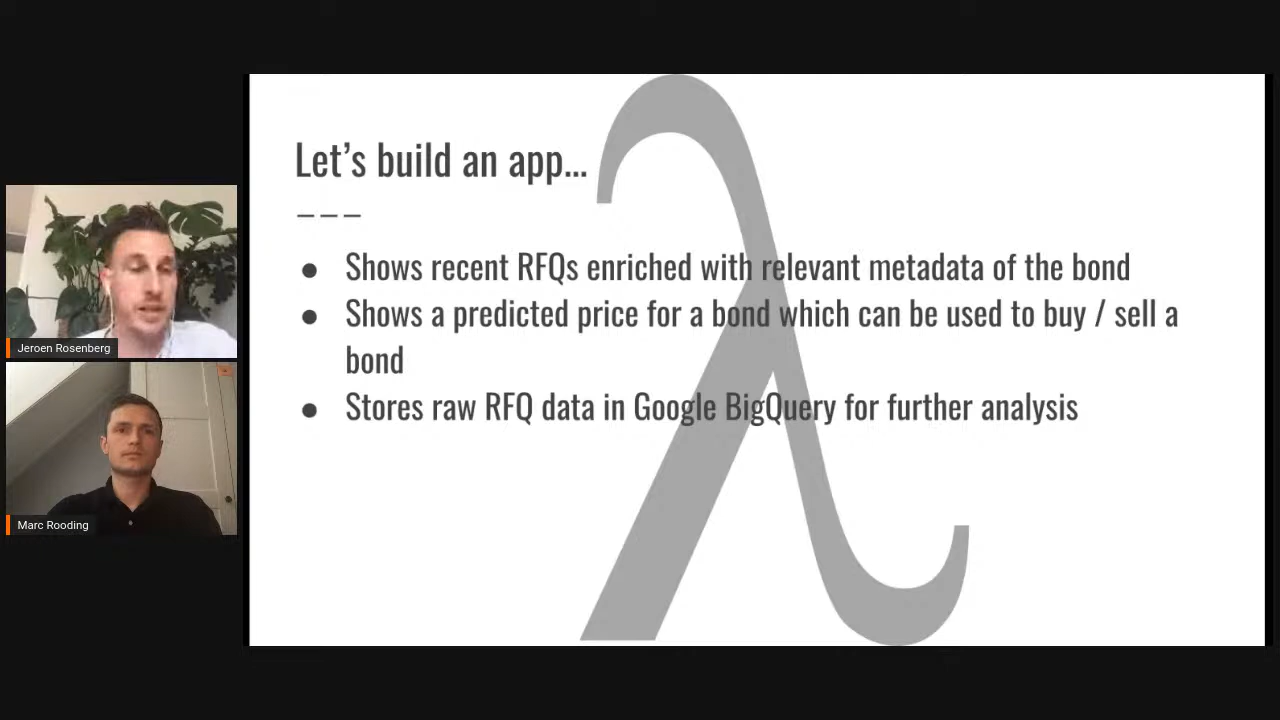 Let's build an app...
Shows recent RFQs enriched with relevant metadata of the bond
Shows a predicted price for a bond which can be used to buy / sell a
bond
Stores raw RFQ data in Google BigQuery for further analysis
Jeroen Rosenberg
Marc Rooding
λ